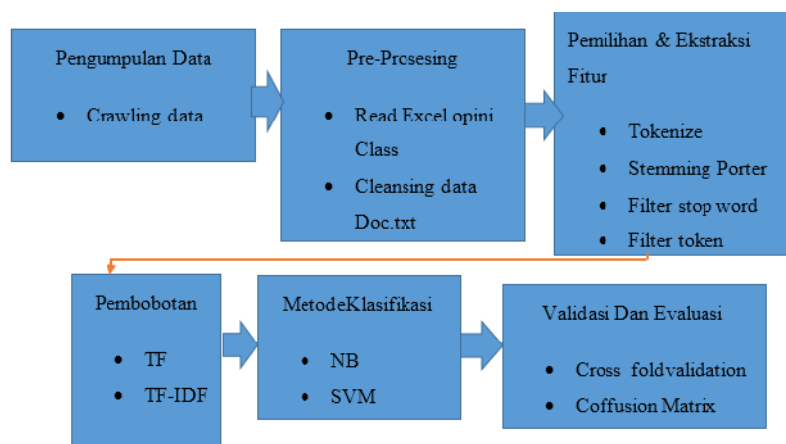 Pengumpulan Data
• Crawling data
Pre-Prcsesing
• Read Excel opini
Class
• Cleansing data
Doc.txt
Pemilihan & Ekstraksi
Fitur
• Tokenize
• Stemming Porter
• Filter stop word
• Filter token
Pembobotan
• TF
• TF-IDF
MetodeKlasifikasi
• NB
• SVM
Validasi Dan Evaluasi
• Cross foldvalidation
• Coffusion Matrix